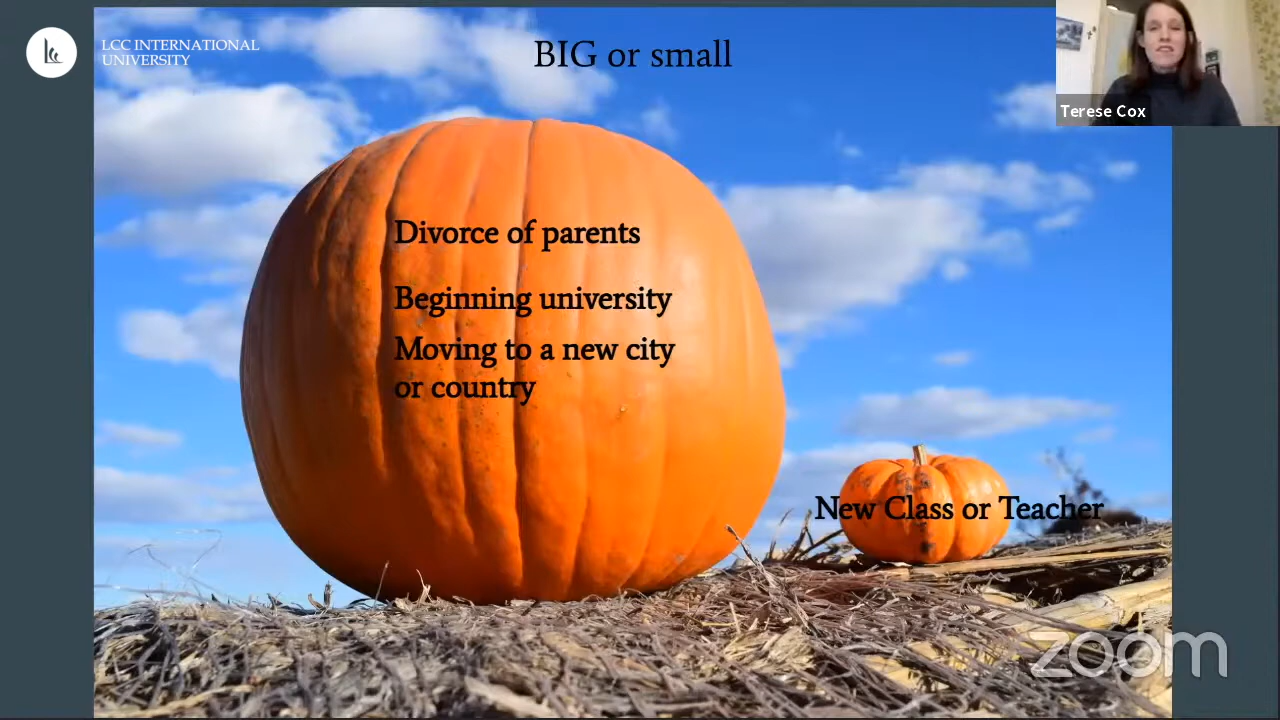 LCC INTERNATIONAL
UNIVERSITY
BIG or small
Terese Cox
Divorce of parents
Beginning university
Moving to a new city
or country
New Class or Teacher
zoom